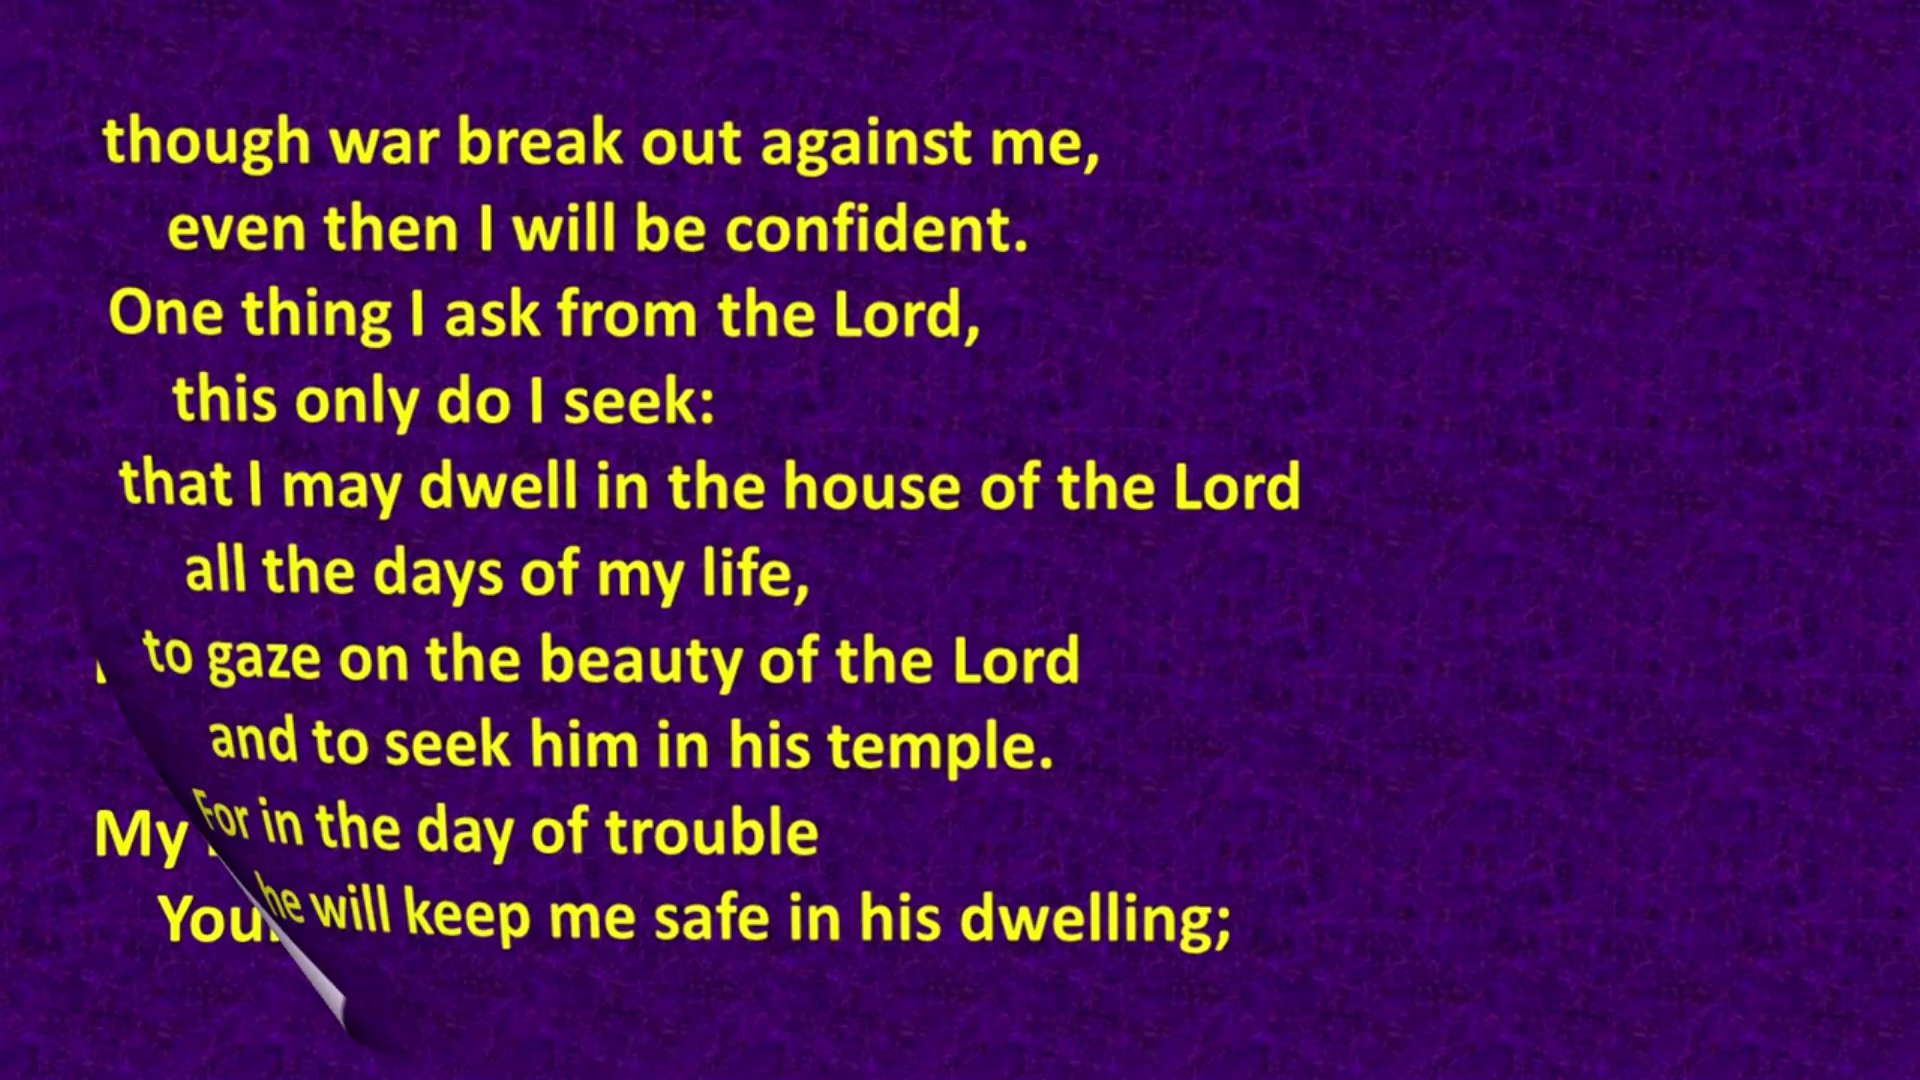 though war break out against me,
even then I will be confident.
One thing I ask from the Lord,
this only do I seek:
that I may dwell in the house of the Lord
all the days of my life,
to gaze on the beauty of the Lord
and to seek him in his temple.
For in the day of trouble
he will keep me safe in his dwelling;
My